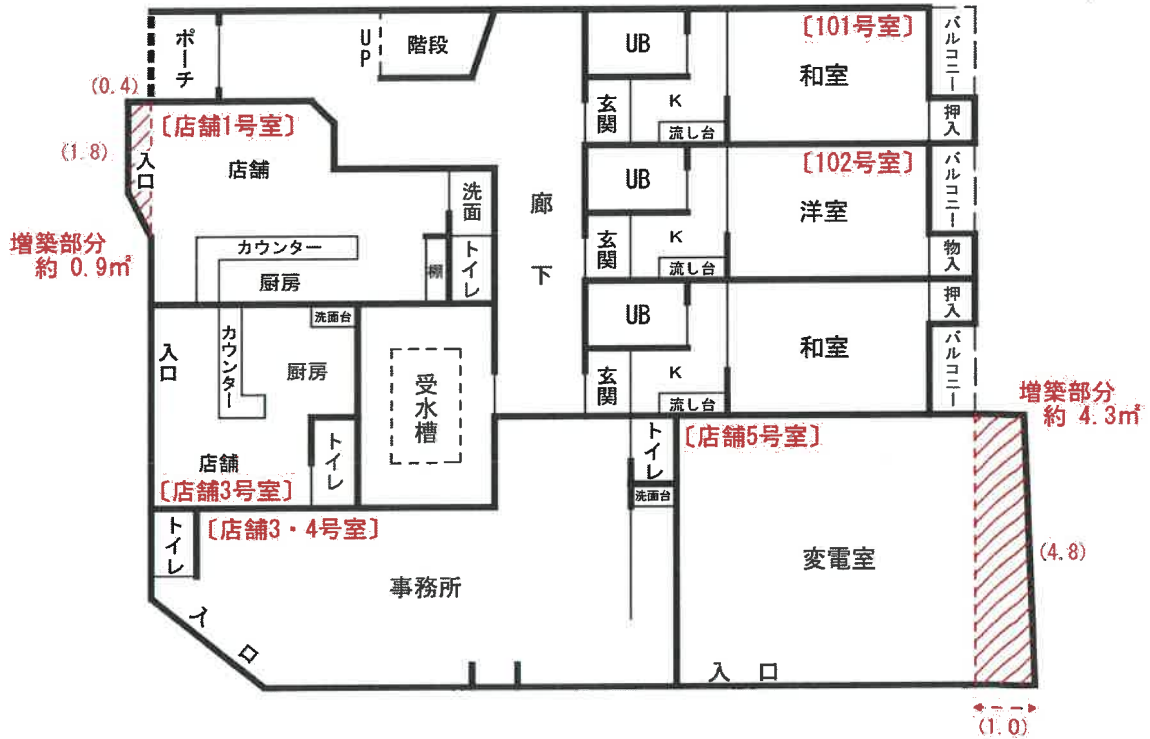 ポーチ
UP
階段
UB
〔101号室〕
和室
バルコニー
玄関
K
流し台
押入
(0.4)
〔店舗1号室〕
(1.8)
入口
店舗
洗面
廊下
UB
〔102号室〕
洋室
バルコニー
玄関
K
流し台
物入
増築部分
約 0.9㎡
カウンター
厨房
棚
トイレ
UB
和室
押入
バルコニー
玄関
K
流し台
入口
カウンター
洗面台
厨房
受水槽
店舗
トイレ
〔店舗3号室〕
増築部分
約 4.3㎡
トイレ
〔店舗5号室〕
洗面台
トイレ
〔店舗3・4号室〕
事務所
変電室
(4.8)
入口
入口
(1.0)